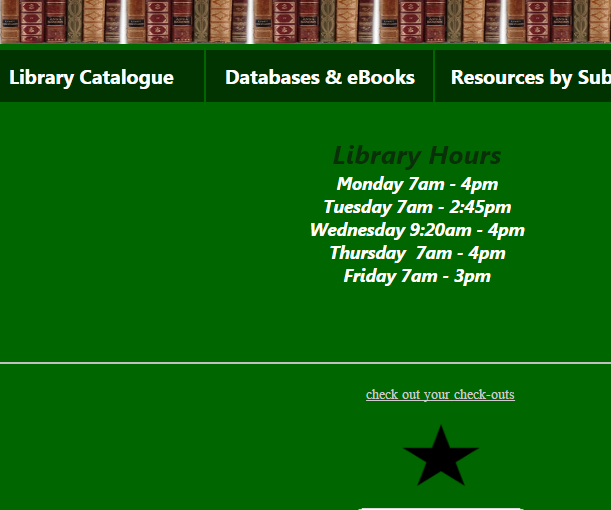 Library Catalogue
Databases & eBooks
Resources by Sub
Library Hours
Monday 7am - 4pm
Tuesday 7am - 2:45pm
Wednesday 9:20am - 4pm
Thursday  7am - 4pm
Friday 7am - 3pm
check out your check-outs